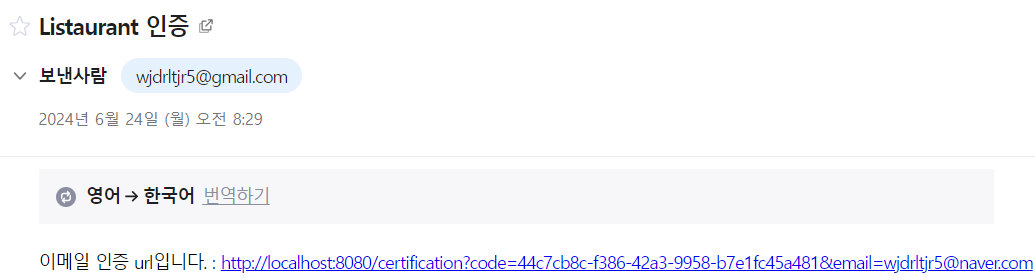 Listaurant 인증
보낸사람 wjdrltjr5@gmail.com
2024년 6월 24일 (월) 오전 8:29
영어 → 한국어 번역하기
이메일 인증 url입니다. : http://localhost:8080/certification?code=44c7cb8c-f386-42a3-9958-b7e1fc45a481&email=wjdrltjr5@naver.com